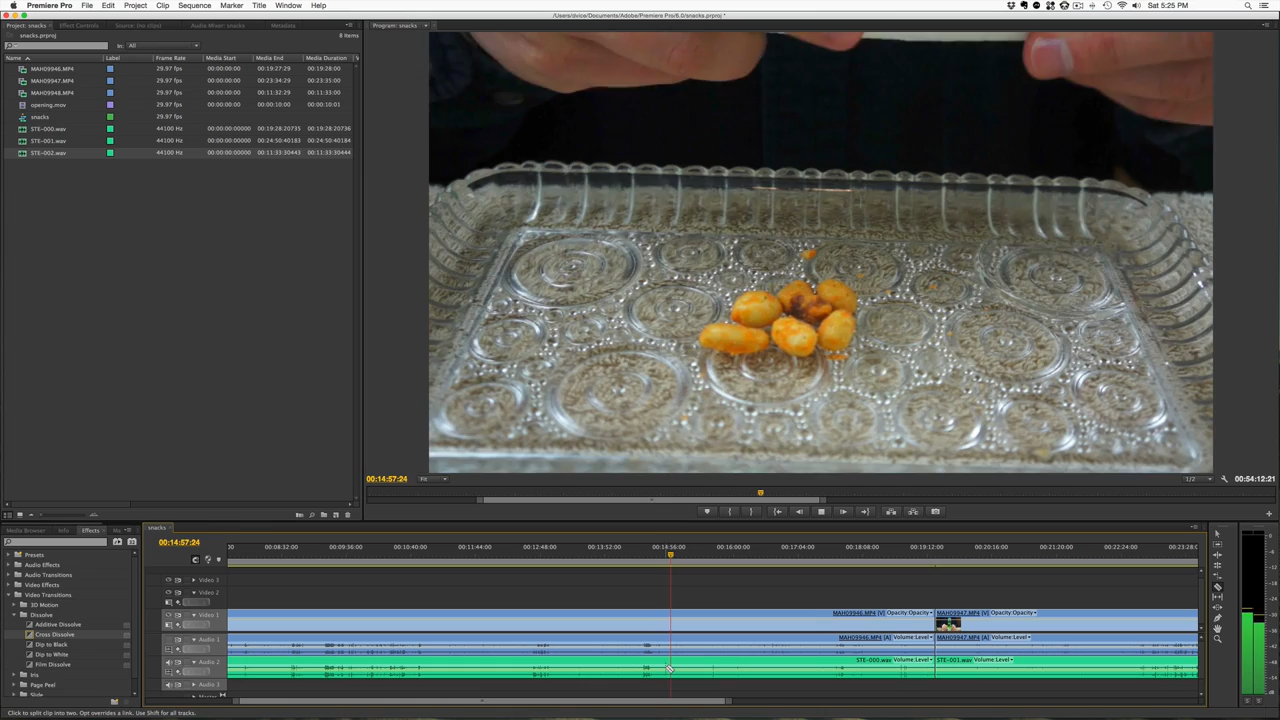 Premiere Pro File Edit Project Clip Sequence Marker Title Window Help
Sat 5:25 PM
/Users/dvice/Documents/Adobe/Premiere Pro/6.0/snacks.prproj *
Project: snacks Effect Controls Source: (no clips) Audio Mixer: snacks Metadata
Program: snacks
snacks.prproj
8 Items
In: All
Name Label Frame Rate Media Start Media End Media Duration
MAH09946.MP4 29.97 fps 00:00:00:00 00:19:27:29 00:19:28:00
MAH09947.MP4 29.97 fps 00:00:00:00 00:23:34:29 00:23:35:00
MAH09948.MP4 29.97 fps 00:00:00:00 00:11:32:29 00:11:33:00
opening.mov 29.97 fps 00:00:00:00 00:00:10:00 00:00:10:01
snacks 29.97 fps
STE-000.wav 44100 Hz 00:00:00:00000 00:19:28:20735 00:19:28:20736
STE-001.wav 44100 Hz 00:00:00:00000 00:24:50:40183 00:24:50:40184
STE-002.wav 44100 Hz 00:00:00:00000 00:11:33:30443 00:11:33:30444
00:14:57:24 Fit 1/2 00:54:12:21
Media Browser Info Effects
snacks
00:14:57:24
:00 00:08:32:00 00:09:36:00 00:10:40:00 00:11:44:00 00:12:48:00 00:13:52:00 00:14:56:00 00:16:00:00 00:17:04:00 00:18:08:00 00:19:12:00 00:20:16:00 00:21:20:00 00:22:24:00 00:23:28:0
Presets
Audio Effects
Audio Transitions
Video Effects
Video Transitions
3D Motion
Dissolve
Additive Dissolve
Cross Dissolve
Dip to Black
Dip to White
Film Dissolve
Iris
Page Peel
Slide
Video 3
Video 2
Video 1
MAH09946.MP4 [V] Opacity:Opacity MAH09947.MP4 [V] Opacity:Opacity
Audio 1
MAH09946.MP4 [A] Volume:Level MAH09947.MP4 [A] Volume:Level
Audio 2
STE-000.wav Volume:Level STE-001.wav Volume:Level
Audio 3
Click to split clip into two. Opt overrides a link. Use Shift for all tracks.